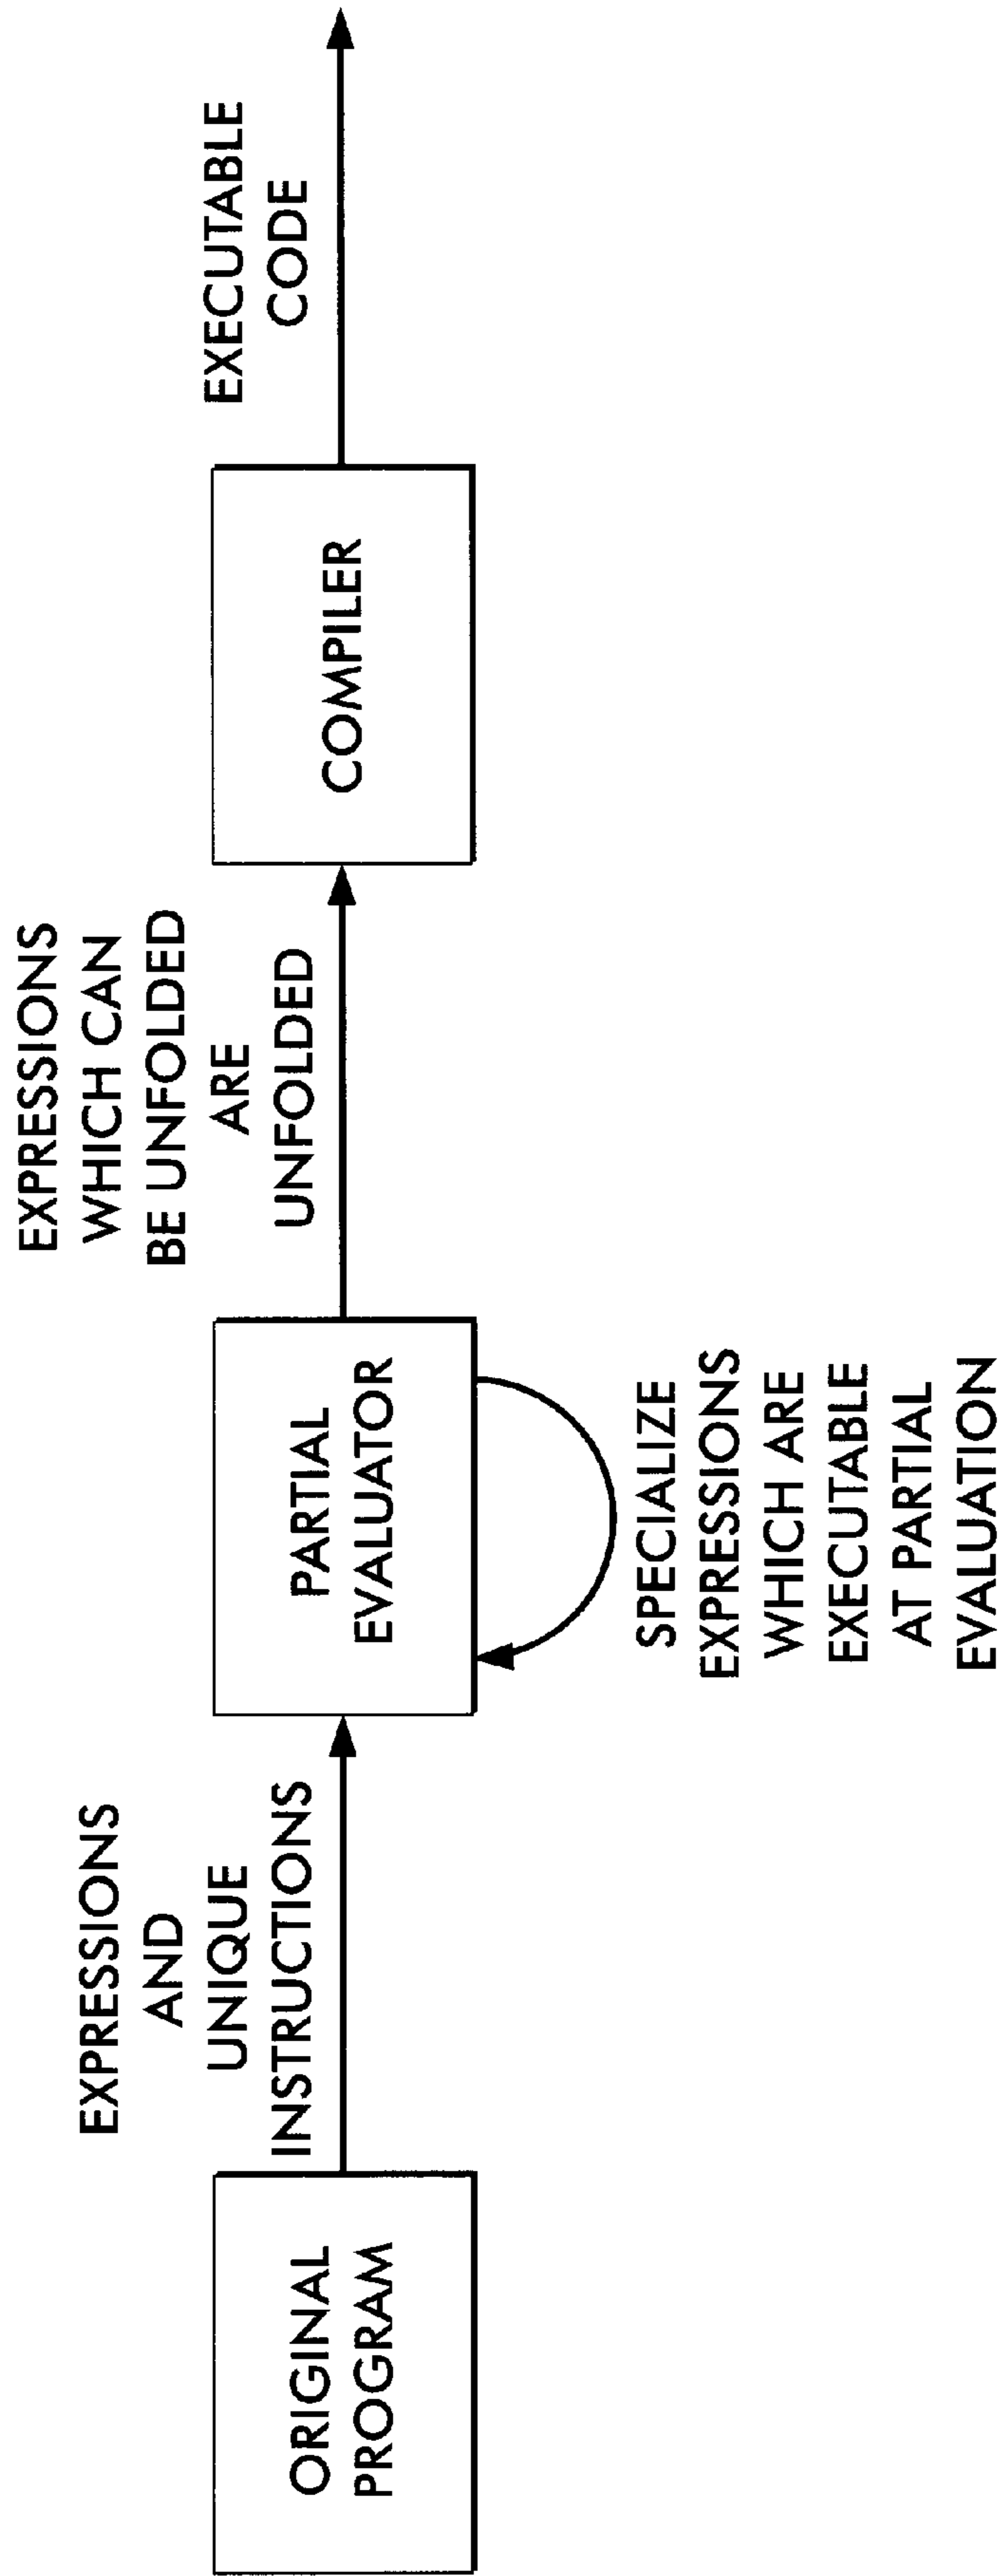 ORIGINAL
PROGRAM
EXPRESSIONS
AND
UNIQUE
INSTRUCTIONS
PARTIAL
EVALUATOR
SPECIALIZE
EXPRESSIONS
WHICH ARE
EXECUTABLE
AT PARTIAL
EVALUATION
EXPRESSIONS
WHICH CAN
BE UNFOLDED
ARE
UNFOLDED
COMPILER
EXECUTABLE
CODE